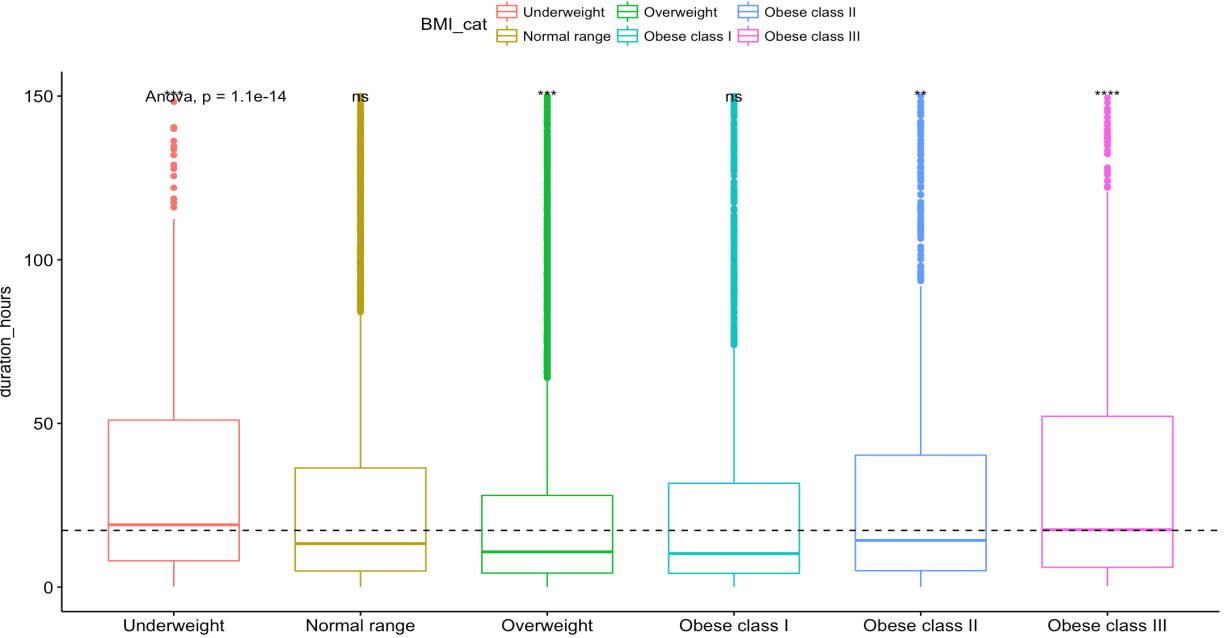 BMI_cat
Underweight Overweight Obese class II
Normal range Obese class I Obese class III
duration_hours
150
100
50
0
*** ns *** ns ** ****
Anova, p = 1.1e-14
Underweight Normal range Overweight Obese class I Obese class II Obese class III